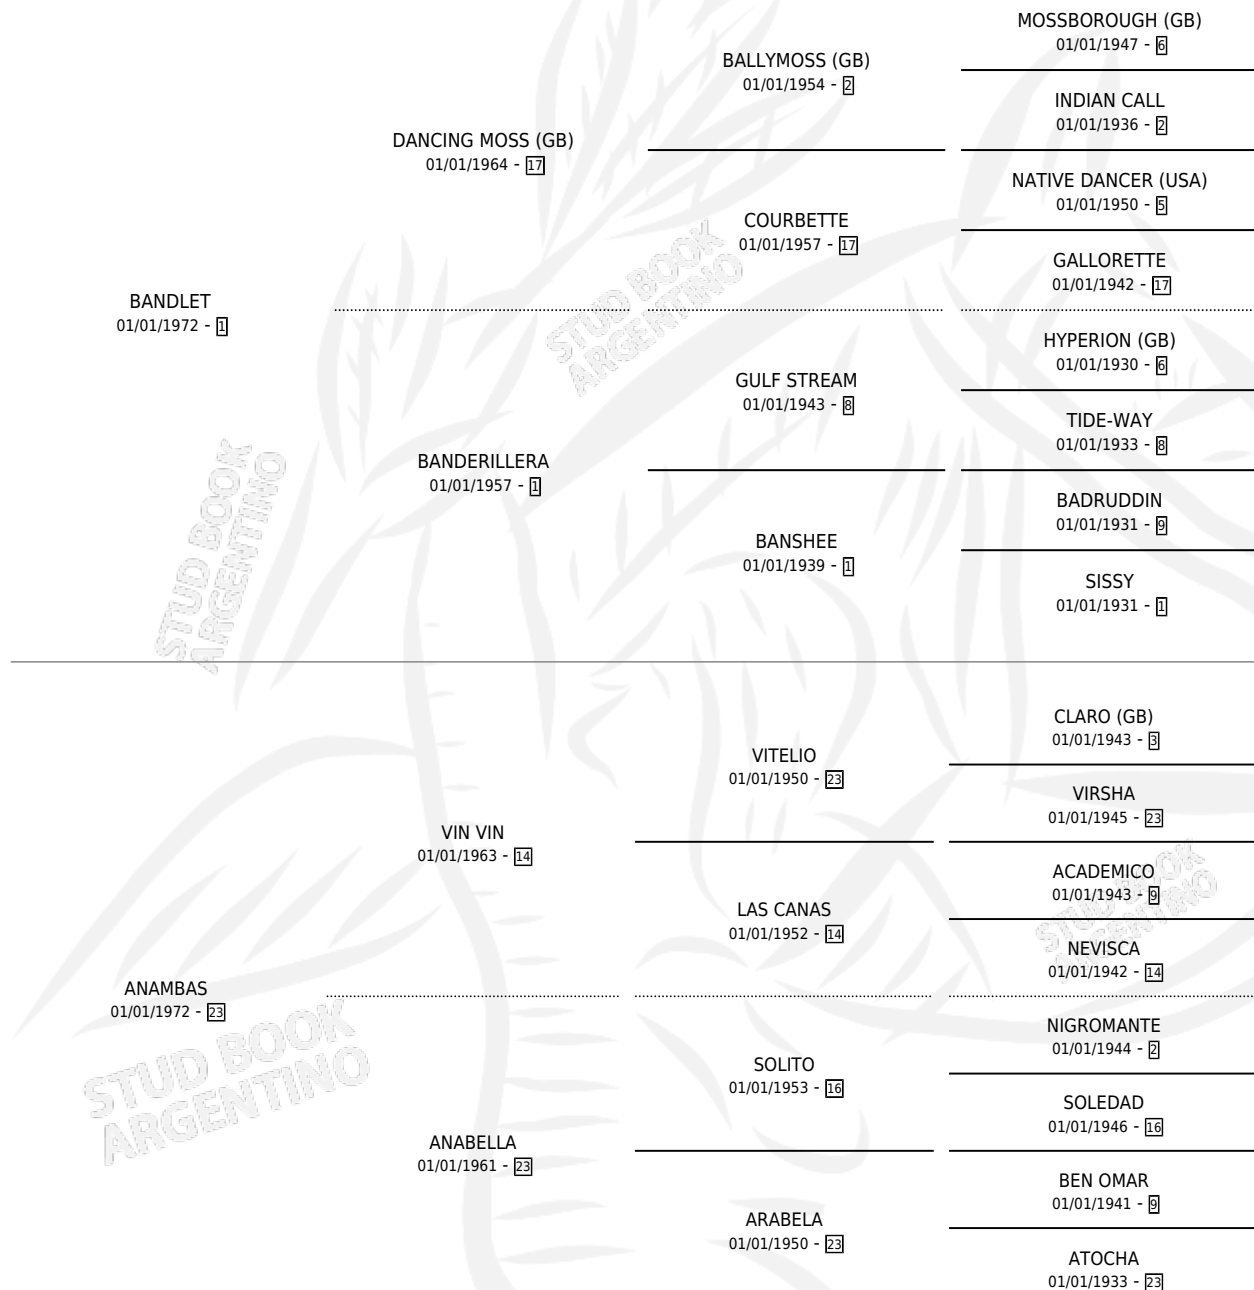 MOSSBOROUGH (GB)
01/01/1947 - 6
BALLYMOSS (GB)
01/01/1954 - 2
INDIAN CALL
01/01/1936 - 2
DANCING MOSS (GB)
01/01/1964 - 17
NATIVE DANCER (USA)
01/01/1950 - 5
COURBETTE
01/01/1957 - 17
GALLORETTE
01/01/1942 - 17
BANDLET
01/01/1972 - 1
HYPERION (GB)
01/01/1930 - 6
GULF STREAM
01/01/1943 - 8
TIDE-WAY
01/01/1933 - 8
BANDERILLERA
01/01/1957 - 1
BADRUDDIN
01/01/1931 - 9
BANSHEE
01/01/1939 - 1
SISSY
01/01/1931 - 1
CLARO (GB)
01/01/1943 - 3
VITELIO
01/01/1950 - 23
VIRSHA
01/01/1945 - 23
VIN VIN
01/01/1963 - 14
ACADEMICO
01/01/1943 - 9
LAS CANAS
01/01/1952 - 14
NEVISCA
01/01/1942 - 14
ANAMBAS
01/01/1972 - 23
NIGROMANTE
01/01/1944 - 2
SOLITO
01/01/1953 - 16
SOLEDAD
01/01/1946 - 16
ANABELLA
01/01/1961 - 23
BEN OMAR
01/01/1941 - 9
ARABELA
01/01/1950 - 23
ATOCHA
01/01/1933 - 23
STUD BOOK
ARGENTINO
STUD BOOK
ARGENTINO
STUD BOOK
ARGENTINO
STUD BOOK
ARGENTINO